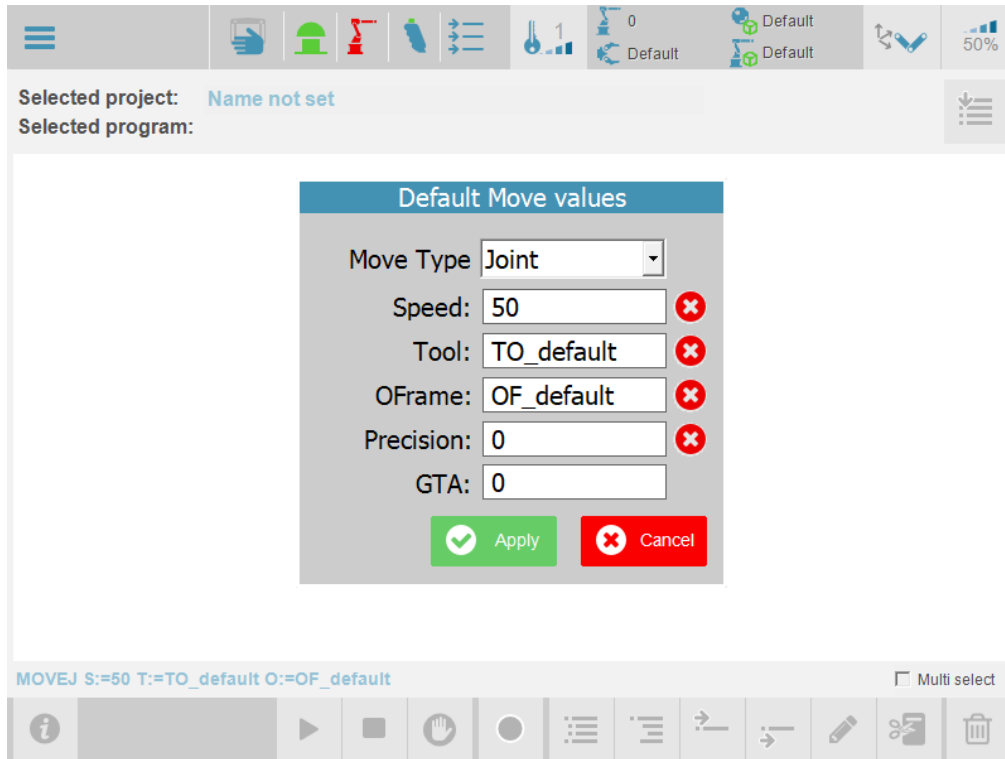 1
0
Default
Default
Default
50%
Selected project: Name not set
Selected program:
Default Move values
Move Type Joint
Speed: 50
Tool: TO_default
OFrame: OF_default
Precision: 0
GTA: 0
Apply Cancel
MOVEJ S:=50 T:=TO_default O:=OF_default Multi select